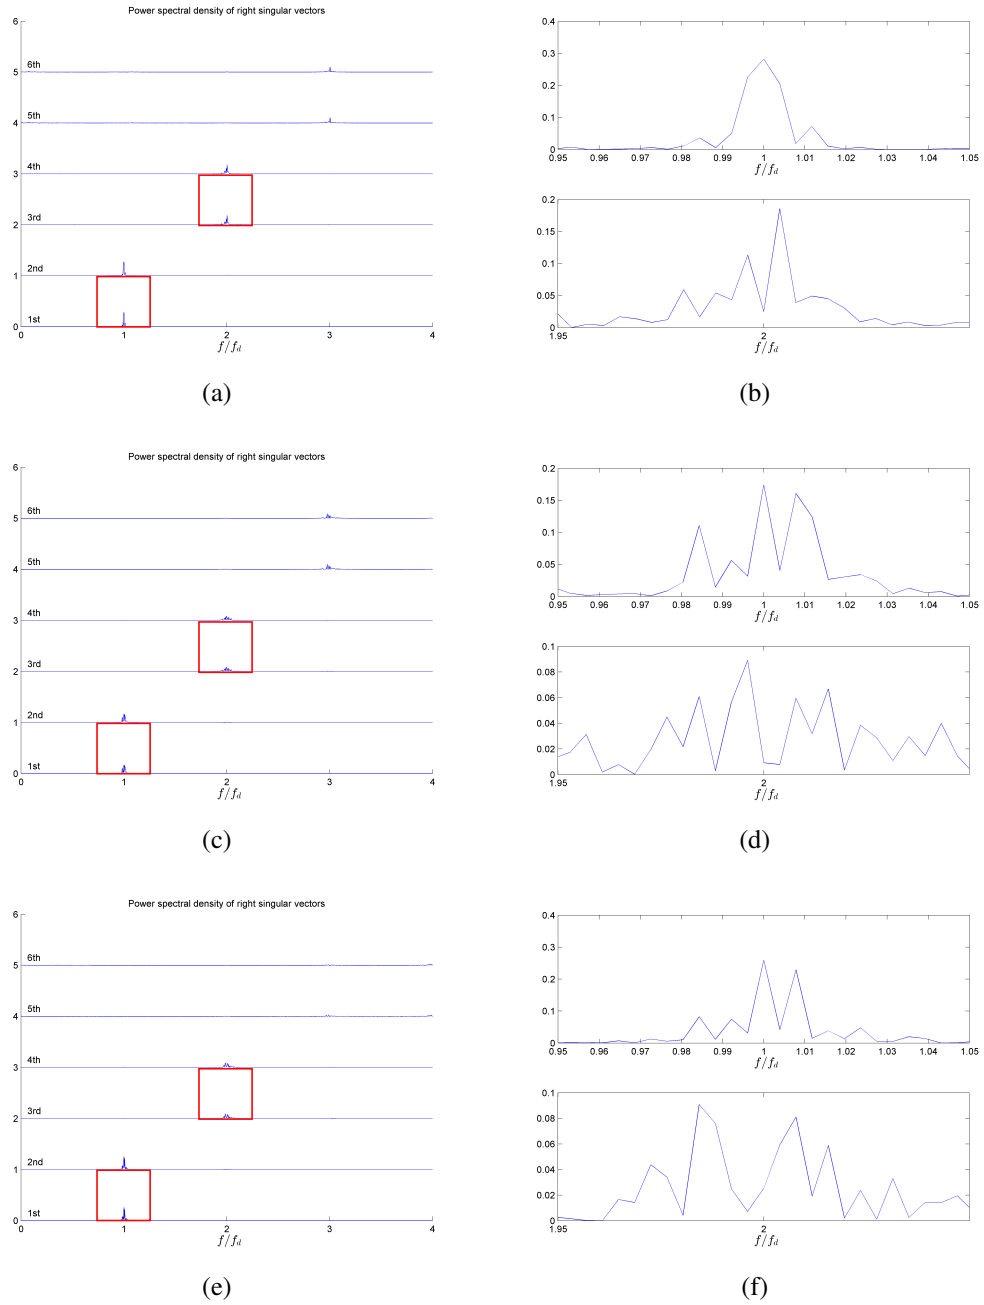 Power spectral density of right singular vectors
6
5
4
3
2
1
0
6th
5th
4th
3rd
2nd
1st
0 1 2 3 4
f/f_d
(a)
0.4
0.3
0.2
0.1
0
0.95 0.96 0.97 0.98 0.99 1 1.01 1.02 1.03 1.04 1.05
f/f_d
0.2
0.15
0.1
0.05
0
1.95 2
f/f_d
(b)
Power spectral density of right singular vectors
6
5
4
3
2
1
0
6th
5th
4th
3rd
2nd
1st
0 1 2 3 4
f/f_d
(c)
0.2
0.15
0.1
0.05
0
0.95 0.96 0.97 0.98 0.99 1 1.01 1.02 1.03 1.04 1.05
f/f_d
0.1
0.08
0.06
0.04
0.02
0
1.95 2
f/f_d
(d)
Power spectral density of right singular vectors
6
5
4
3
2
1
0
6th
5th
4th
3rd
2nd
1st
0 1 2 3 4
f/f_d
(e)
0.4
0.3
0.2
0.1
0
0.95 0.96 0.97 0.98 0.99 1 1.01 1.02 1.03 1.04 1.05
f/f_d
0.1
0.08
0.06
0.04
0.02
0
1.95 2
f/f_d
(f)